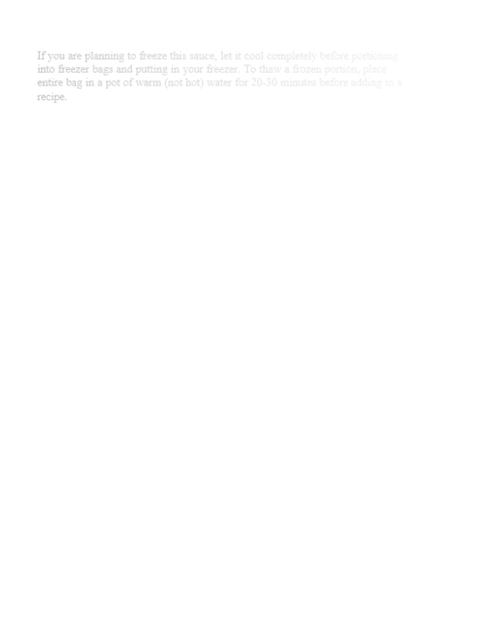 If you are planning to freeze this sauce, let it cool completely before portioning
into freezer bags and putting in your freezer. To thaw a frozen portion, place
entire bag in a pot of warm (not hot) water for 20-30 minutes before adding to a
recipe.